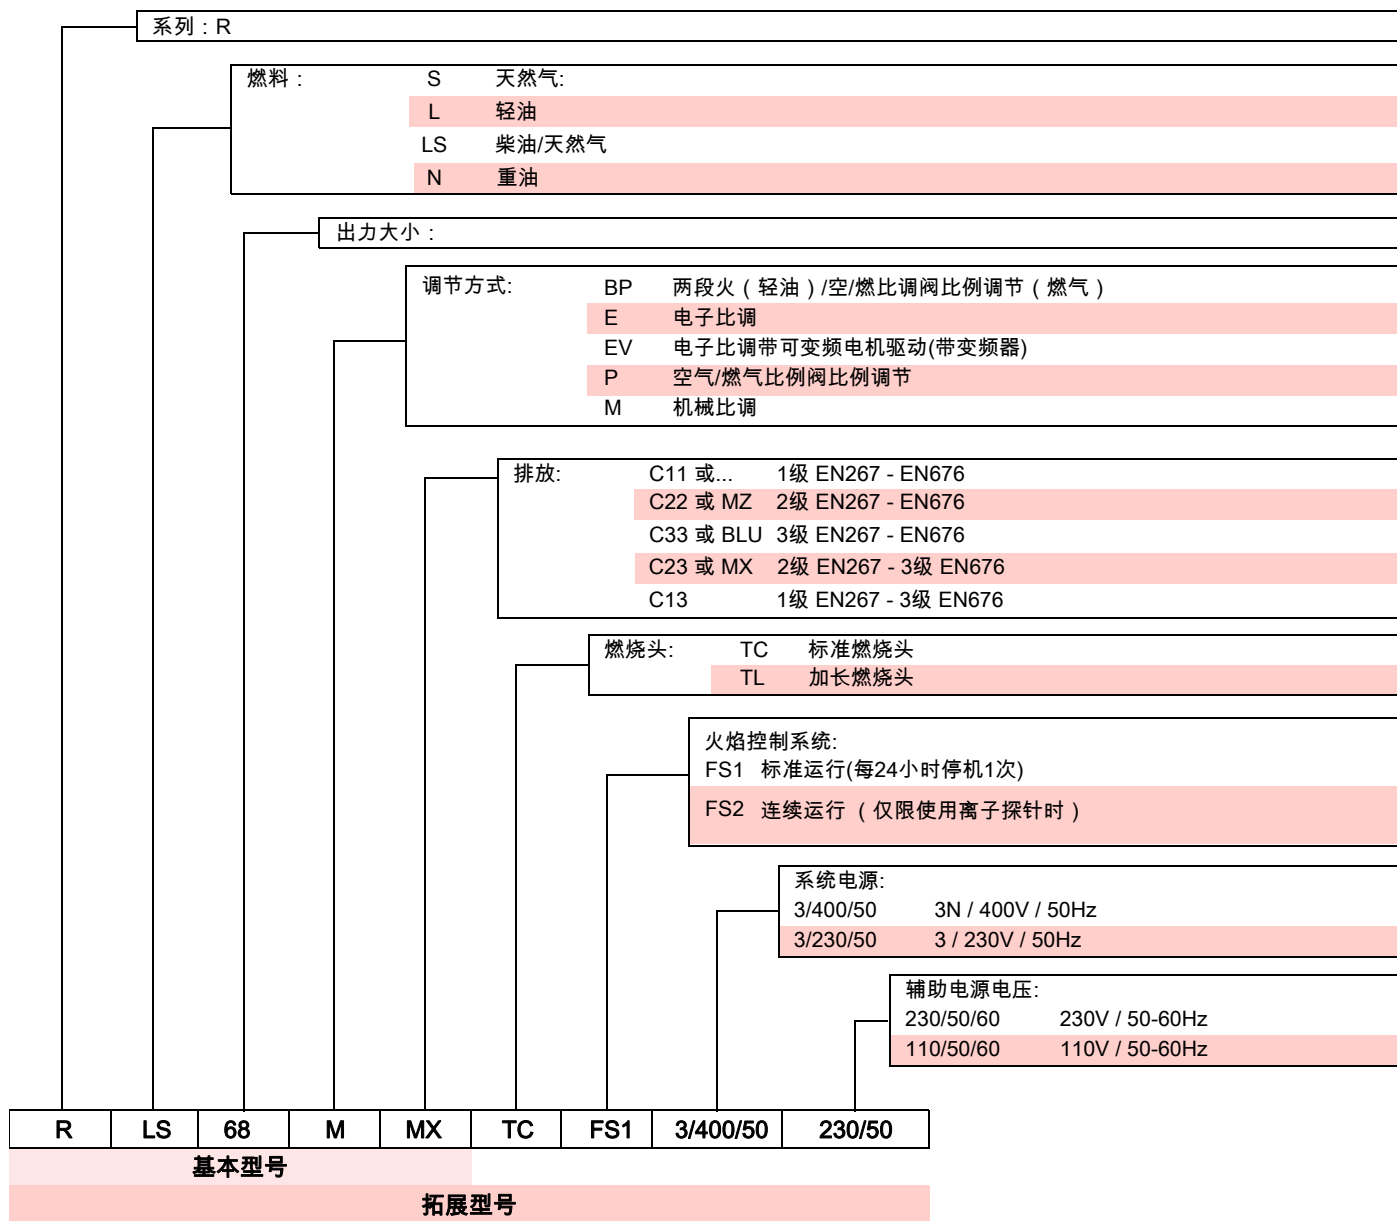 系列：R
燃料： S 天然气:
L 轻油
LS 柴油/天然气
N 重油
出力大小：
调节方式: BP 两段火（轻油）/空/燃比调阀比例调节（燃气）
E 电子比调
EV 电子比调带可变频电机驱动(带变频器)
P 空气/燃气比例阀比例调节
M 机械比调
排放: C11 或... 1级 EN267 - EN676
C22 或 MZ 2级 EN267 - EN676
C33 或 BLU 3级 EN267 - EN676
C23 或 MX 2级 EN267 - 3级 EN676
C13 1级 EN267 - 3级 EN676
燃烧头: TC 标准燃烧头
TL 加长燃烧头
火焰控制系统:
FS1 标准运行(每24小时停机1次)
FS2 连续运行 （仅限使用离子探针时）
系统电源:
3/400/50 3N / 400V / 50Hz
3/230/50 3 / 230V / 50Hz
辅助电源电压:
230/50/60 230V / 50-60Hz
110/50/60 110V / 50-60Hz
R LS 68 M MX TC FS1 3/400/50 230/50
基本型号
拓展型号